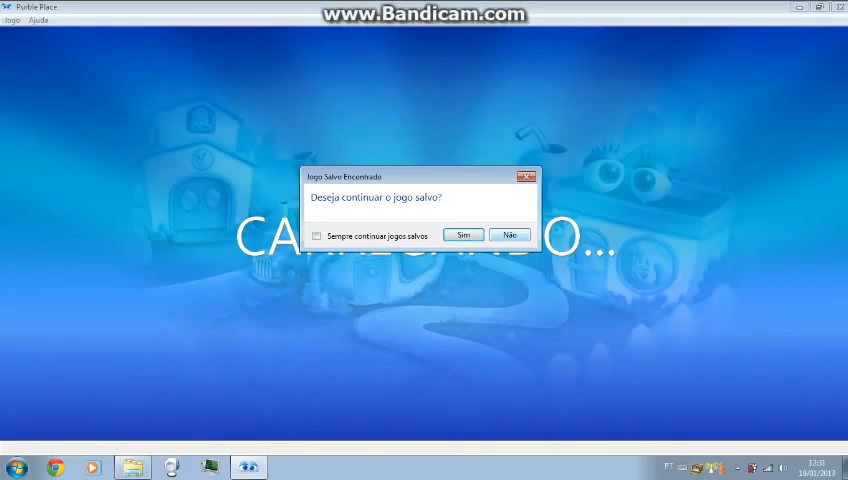 Purble Place
www.Bandicam.com
Jogo Ajuda
Jogo Salvo Encontrado
Deseja continuar o jogo salvo?
Sempre continuar jogos salvos
Sim
Não
PT
12:31
19/01/2013